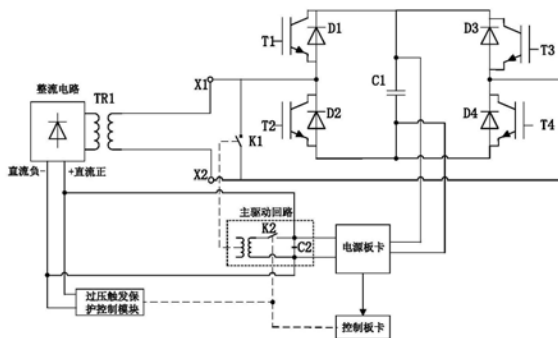 T1
D1
D3
T3
C1
X1
整流电路
TR1
T2
D2
D4
T4
K1
直流负-
+直流正
X2
主驱动回路
K2
C2
电源板卡
过压触发保
护控制模块
控制板卡